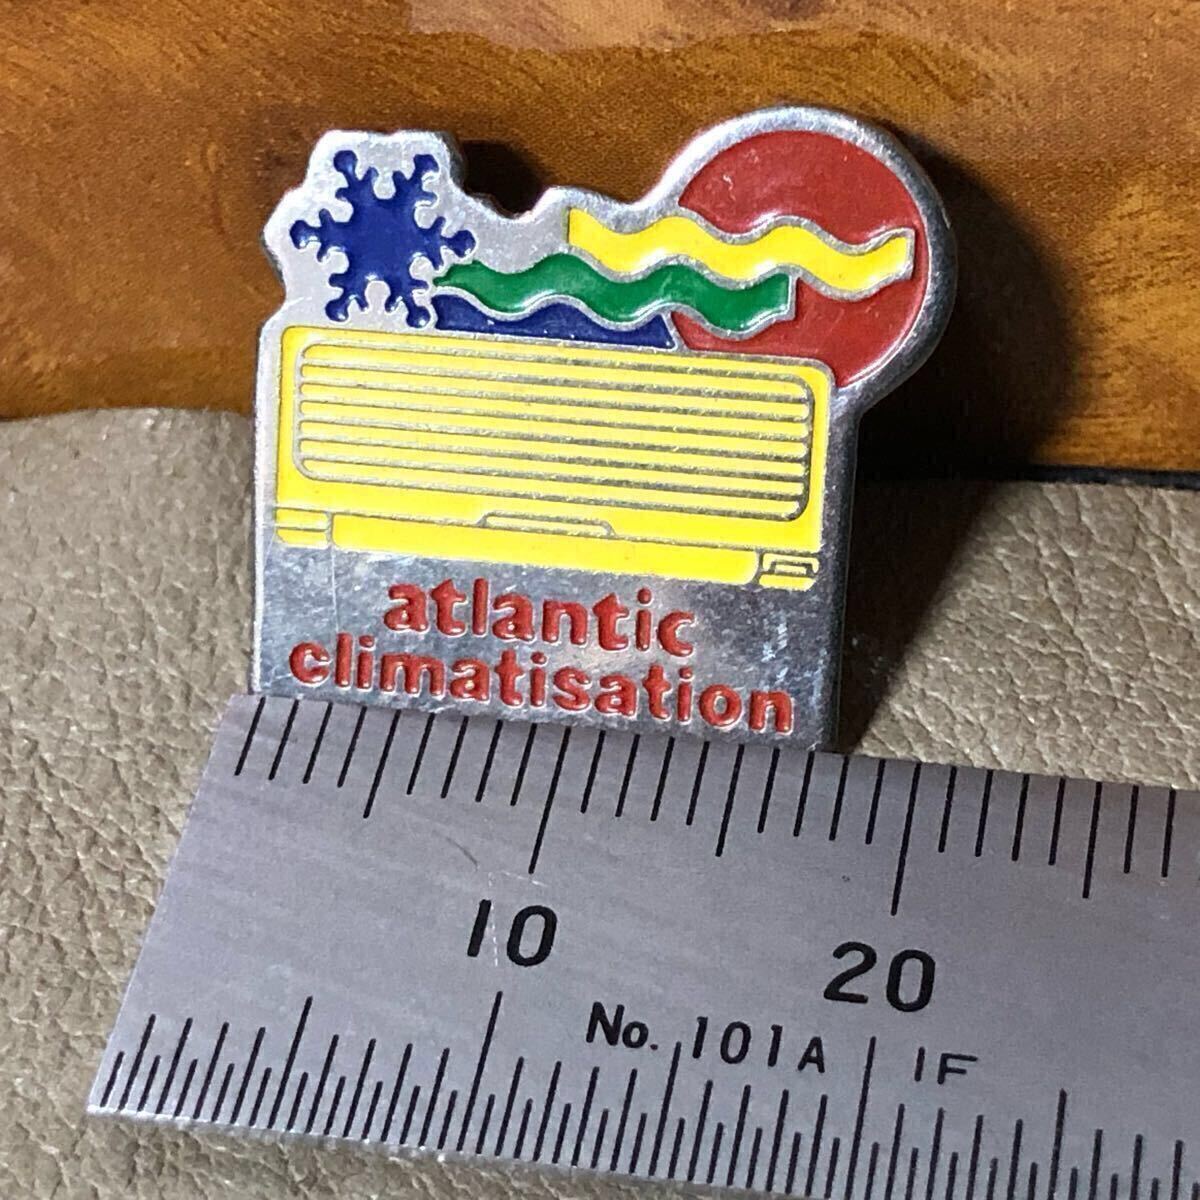 atlantic
climatisation
10 20
No. 101A IF